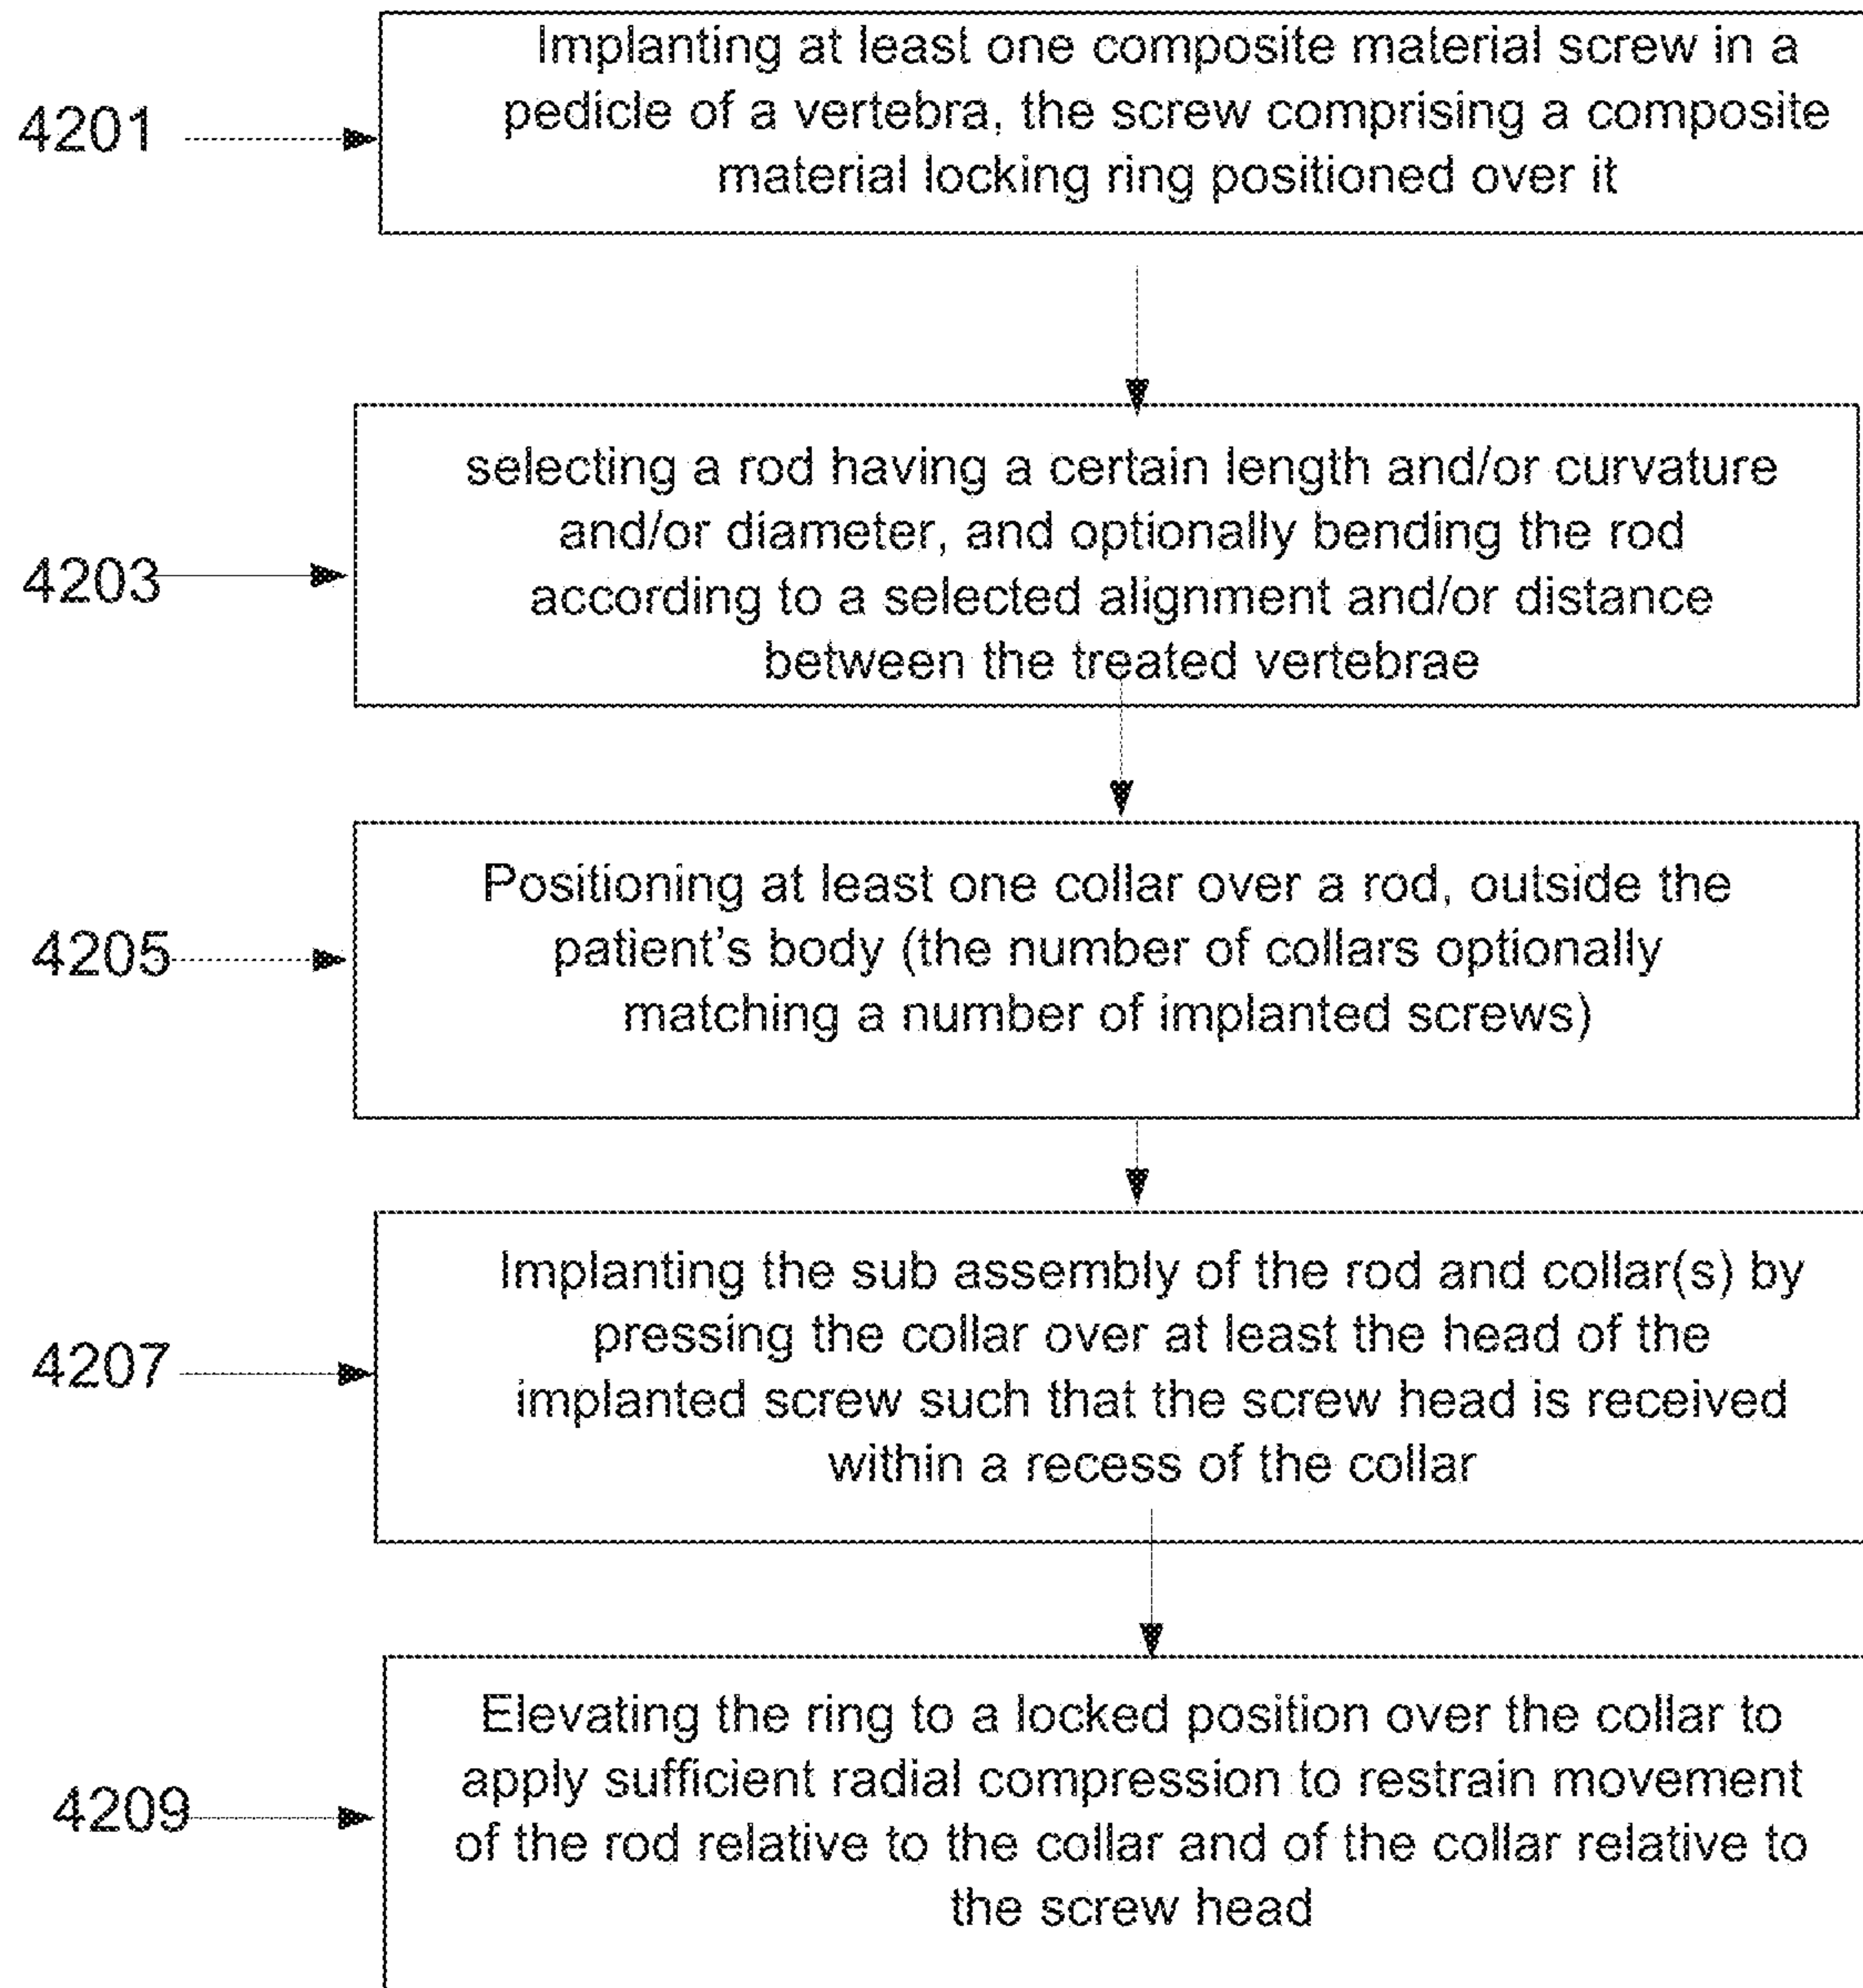 Implanting at least one composite material screw in a
pedicle of a vertebra, the screw comprising a composite
material locking ring positioned over it
4201
selecting a rod having a certain length and/or curvature
and/or diameter, and optionally bending the rod
according to a selected alignment and/or distance
between the treated vertebrae
4203
Positioning at least one collar over a rod, outside the
patient's body (the number of collars optionally
matching a number of implanted screws)
4205
Implanting the sub assembly of the rod and collar(s) by
pressing the collar over at least the head of the
implanted screw such that the screw head is received
within a recess of the collar
4207
Elevating the ring to a locked position over the collar to
apply sufficient radial compression to restrain movement
of the rod relative to the collar and of the collar relative to
the screw head
4209